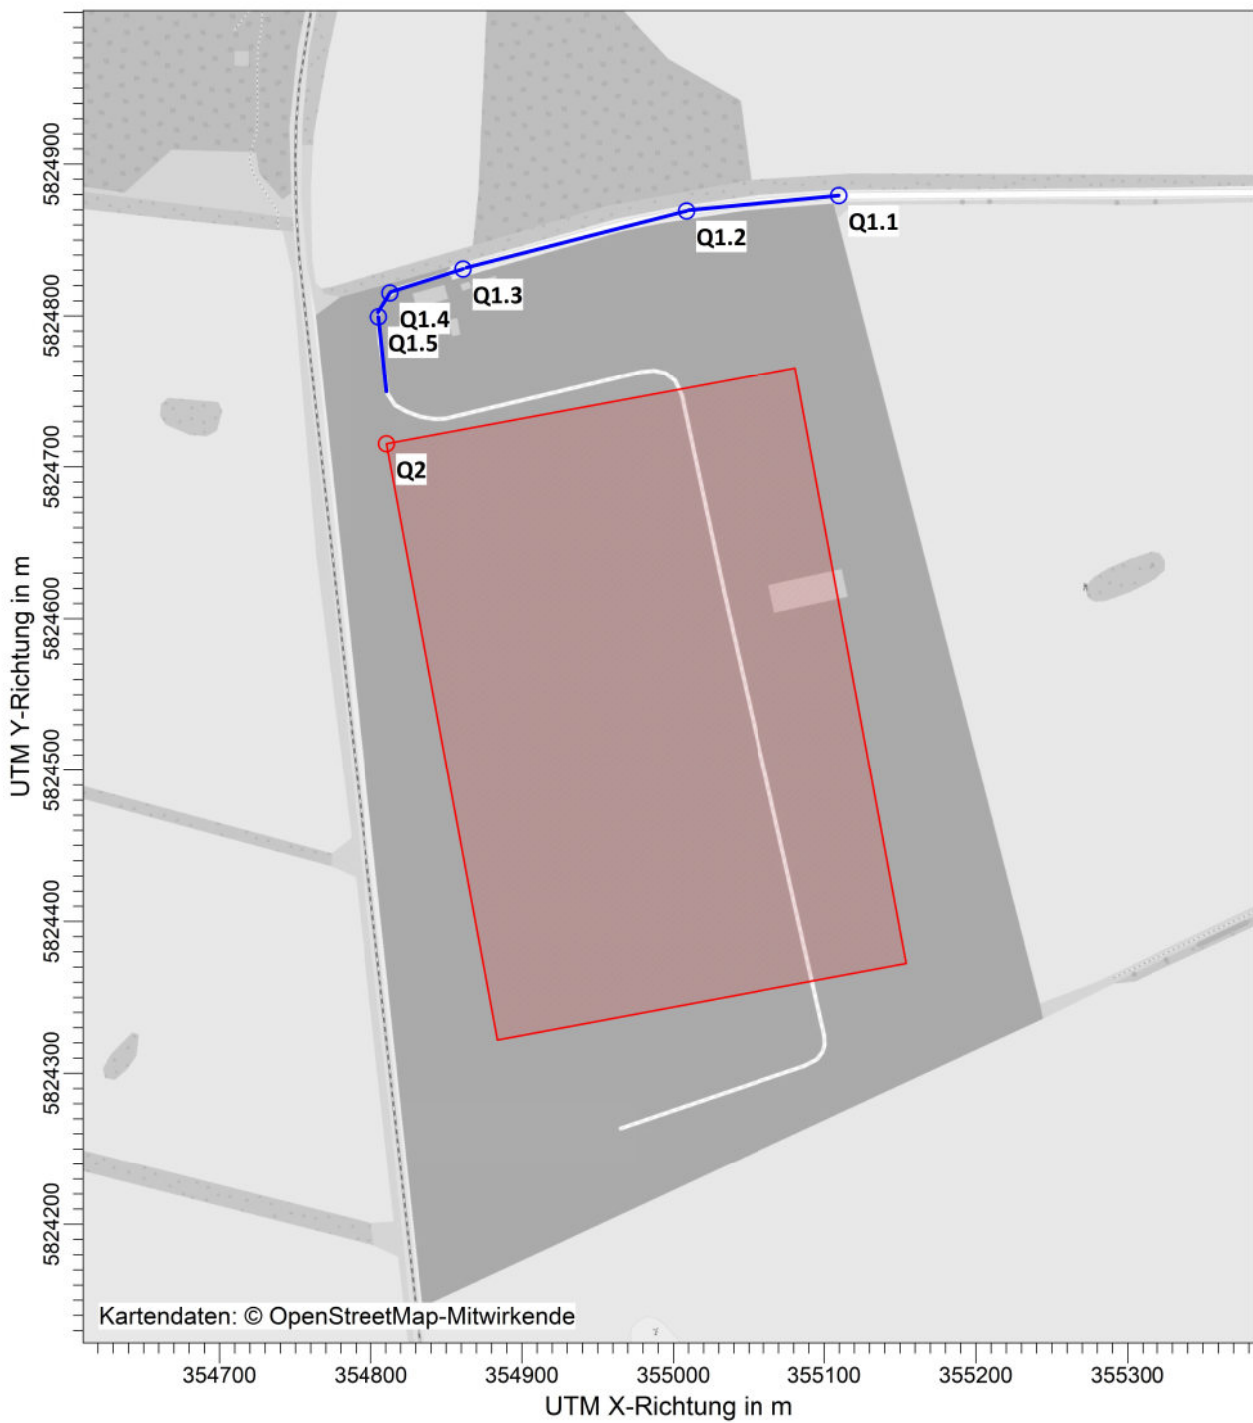 5824900
5824800
5824700
5824600
5824500
5824400
5824300
5824200
UTM Y-Richtung in m
Q1.1
Q1.2
Q1.3
Q1.4
Q1.5
Q2
Kartendaten: © OpenStreetMap-Mitwirkende
354700 354800 354900 355000 355100 355200 355300
UTM X-Richtung in m